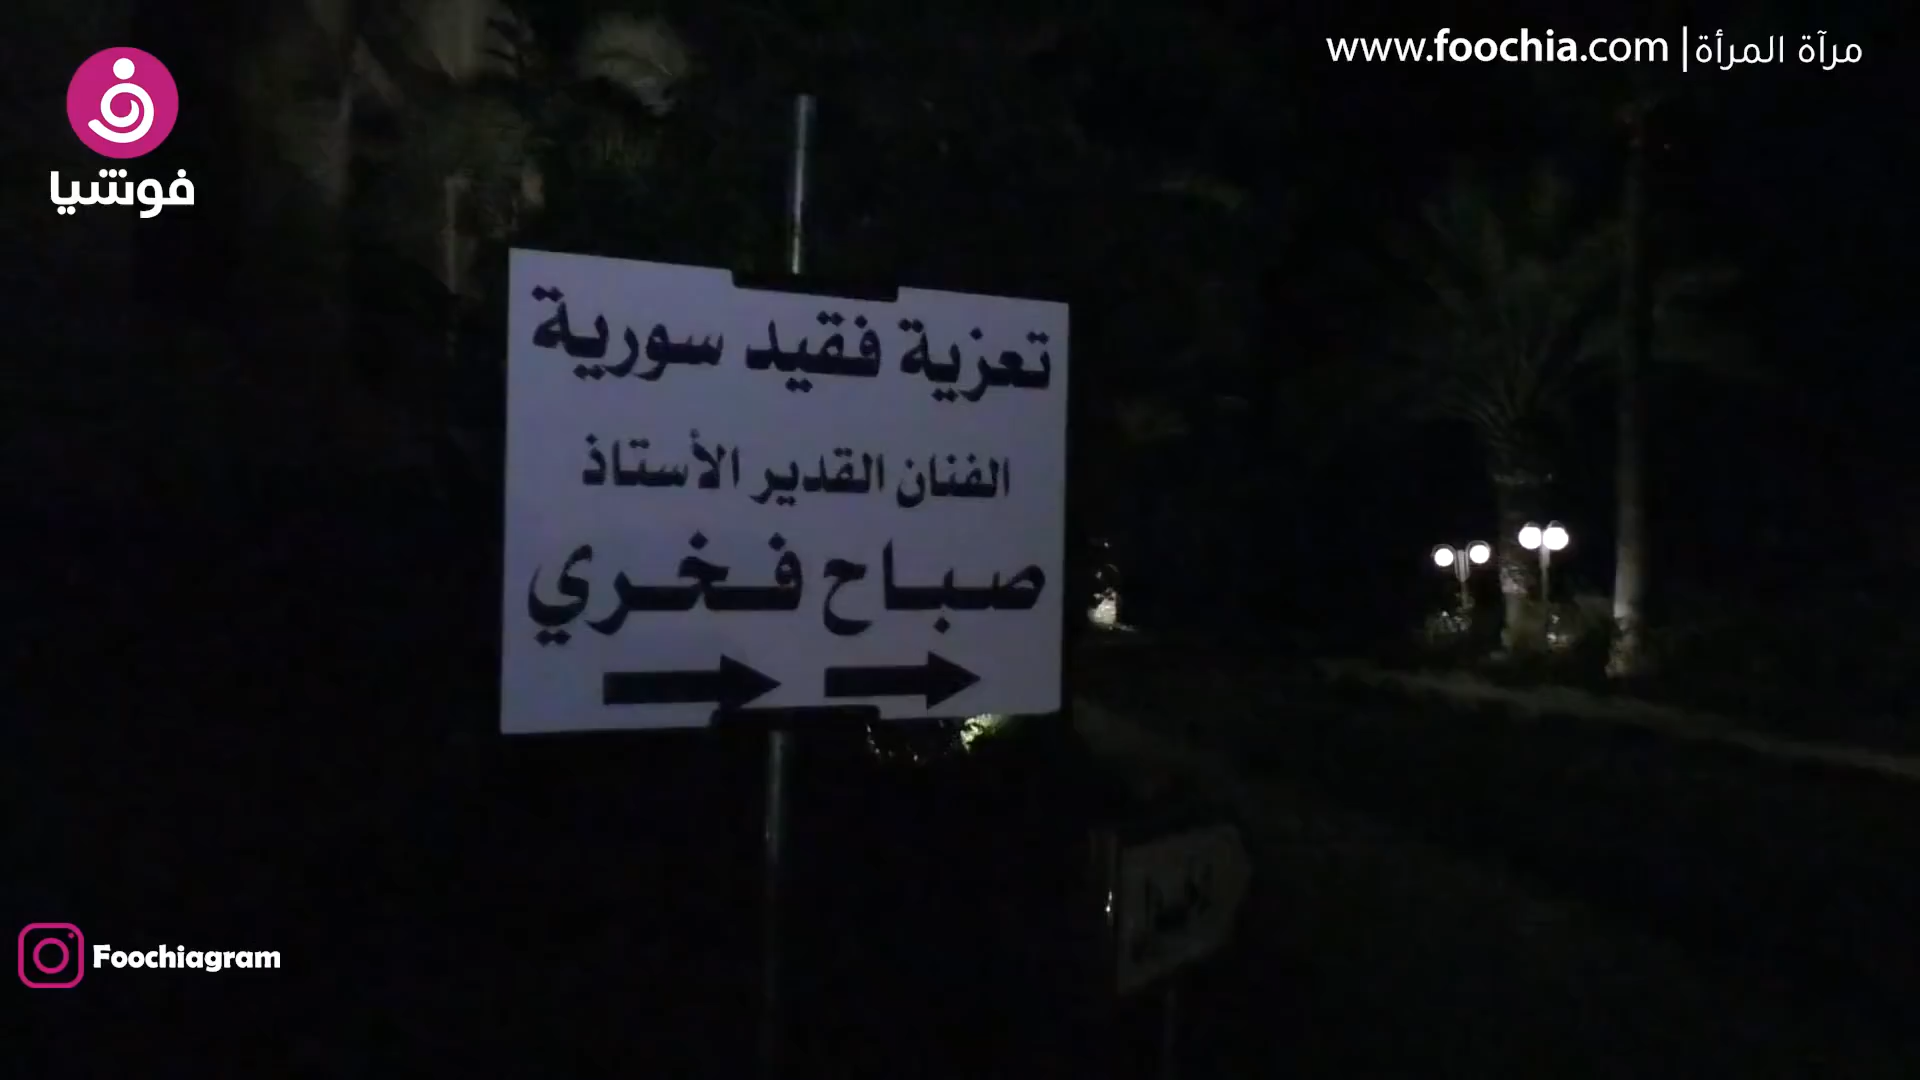 www.foochia.com | مرآة المرأة
فوشيا
تعزية فقيد سورية
الفنان القدير الأستاذ
صباح فخري
Foochiagram